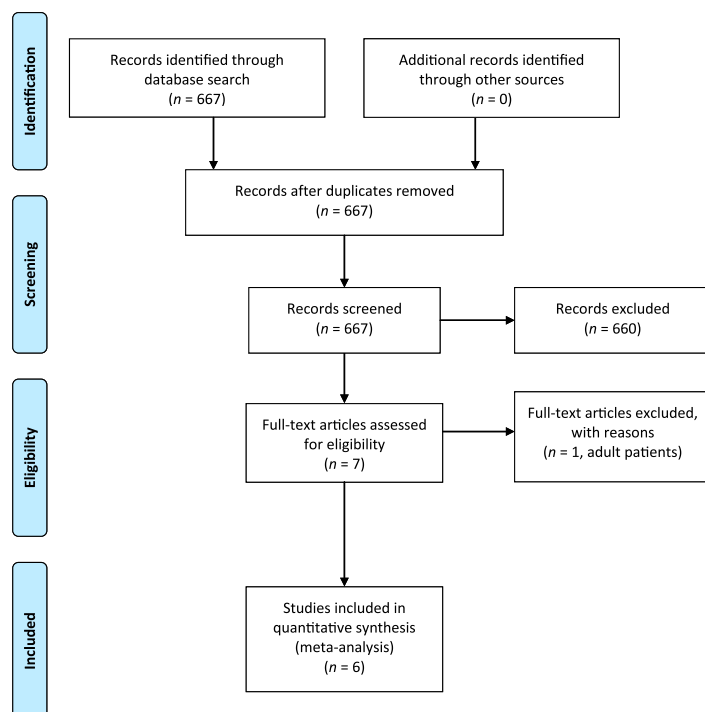 Identification
Records identified through
database search
(n = 667)
Additional records identified
through other sources
(n = 0)
Records after duplicates removed
(n = 667)
Screening
Records screened
(n = 667)
Records excluded
(n = 660)
Eligibility
Full-text articles assessed
for eligibility
(n = 7)
Full-text articles excluded,
with reasons
(n = 1, adult patients)
Included
Studies included in
quantitative synthesis
(meta-analysis)
(n = 6)